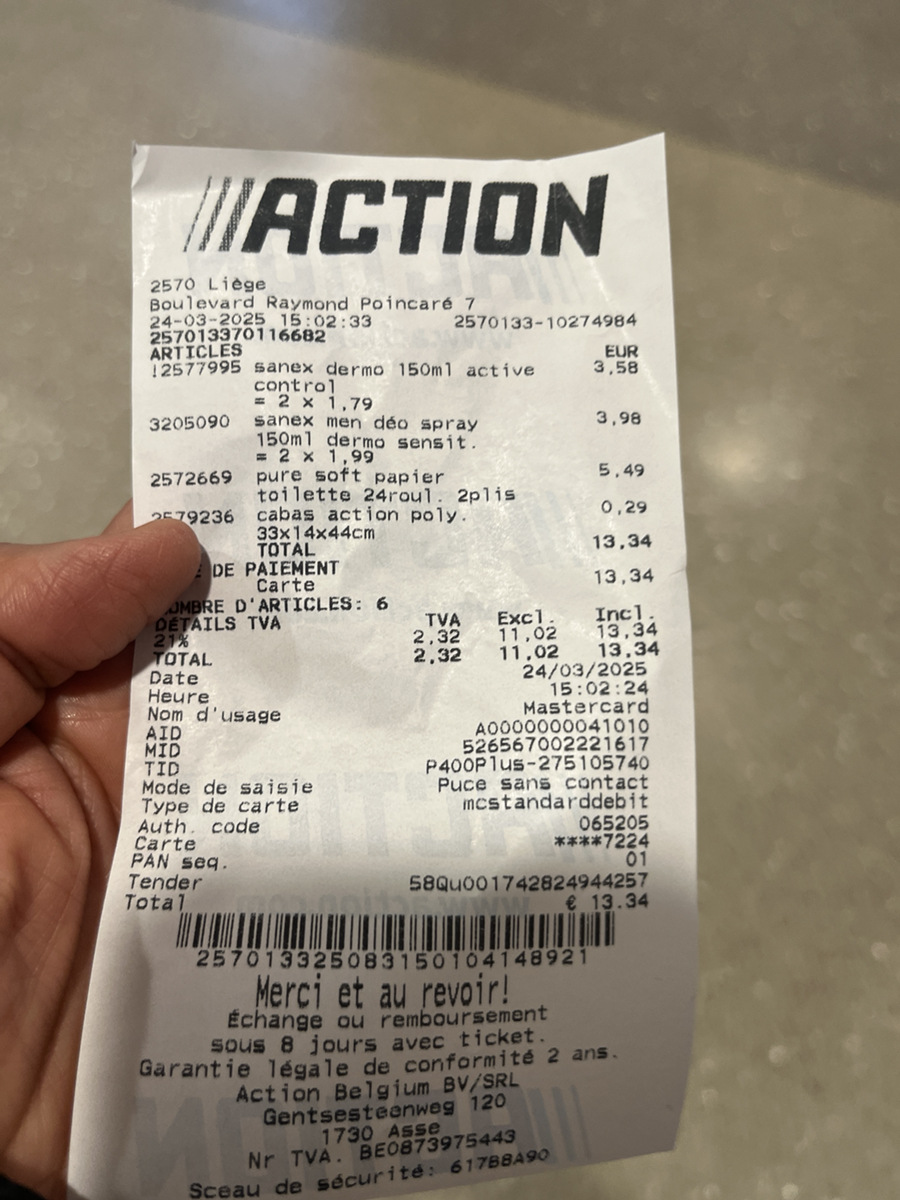 ACTION
2570 Liège
Boulevard Raymond Poincaré 7
24-03-2025 15:02:33 2570133-10274984
257013370116682
ARTICLES EUR
!2577995 sanex dermo 150ml active 3,58
control
= 2 x 1,79
3205090 sanex men déo spray 3,98
150ml dermo sensit.
= 2 x 1,99
2572669 pure soft papier 5,49
toilette 24roul. 2plis
2579236 cabas action poly. 0,29
33x14x44cm
TOTAL 13,34
DE PAIEMENT
Carte 13,34
NOMBRE D'ARTICLES: 6
DÉTAILS TVA TVA Excl. Incl.
21% 2,32 11,02 13,34
TOTAL 2,32 11,02 13,34
Date 24/03/2025
Heure 15:02:24
Nom d'usage Mastercard
AID A0000000041010
MID 526567002221617
TID P400Plus-275105740
Mode de saisie Puce sans contact
Type de carte mcstandarddebit
Auth. code 065205
Carte ****7224
PAN seq. 01
Tender 58Qu001742824944257
Total € 13.34
257013325083150104148921
Merci et au revoir!
Échange ou remboursement
sous 8 jours avec ticket.
Garantie légale de conformité 2 ans.
Action Belgium BV/SRL
Gentsesteenweg 120
1730 Asse
Nr TVA. BE0873975443
Sceau de sécurité: 617B8A90